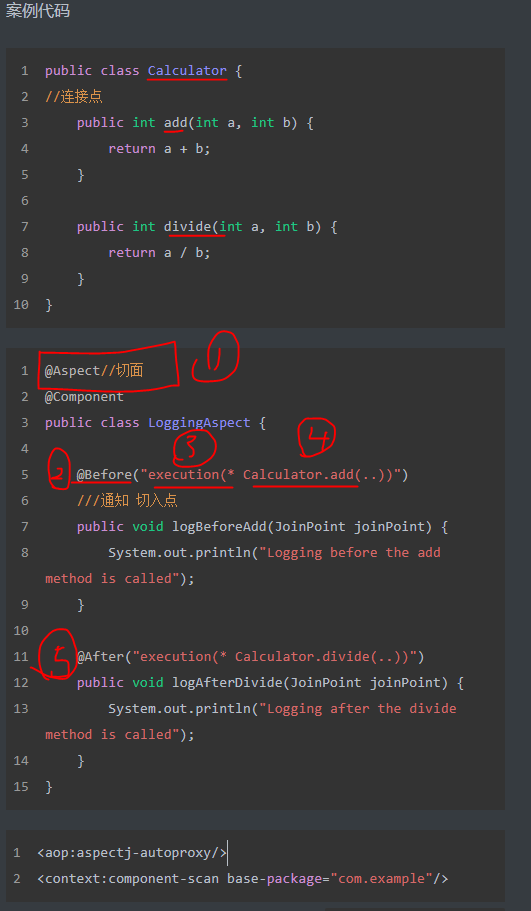 案例代码
1 public class Calculator {
2 //连接点
3 public int add(int a, int b) {
4 return a + b;
5 }
6
7 public int divide(int a, int b) {
8 return a / b;
9 }
10 }
1 @Aspect//切面
①
2 @Component
3 public class LoggingAspect {
4
③ ④
5 2 @Before("execution(* Calculator.add(..))")
6 ///通知 切入点
7 public void logBeforeAdd(JoinPoint joinPoint) {
8 System.out.println("Logging before the add
method is called");
9 }
10
11 5 @After("execution(* Calculator.divide(..))")
12 public void logAfterDivide(JoinPoint joinPoint) {
13 System.out.println("Logging after the divide
method is called");
14 }
15 }
1 <aop:aspectj-autoproxy/>
2 <context:component-scan base-package="com.example"/>